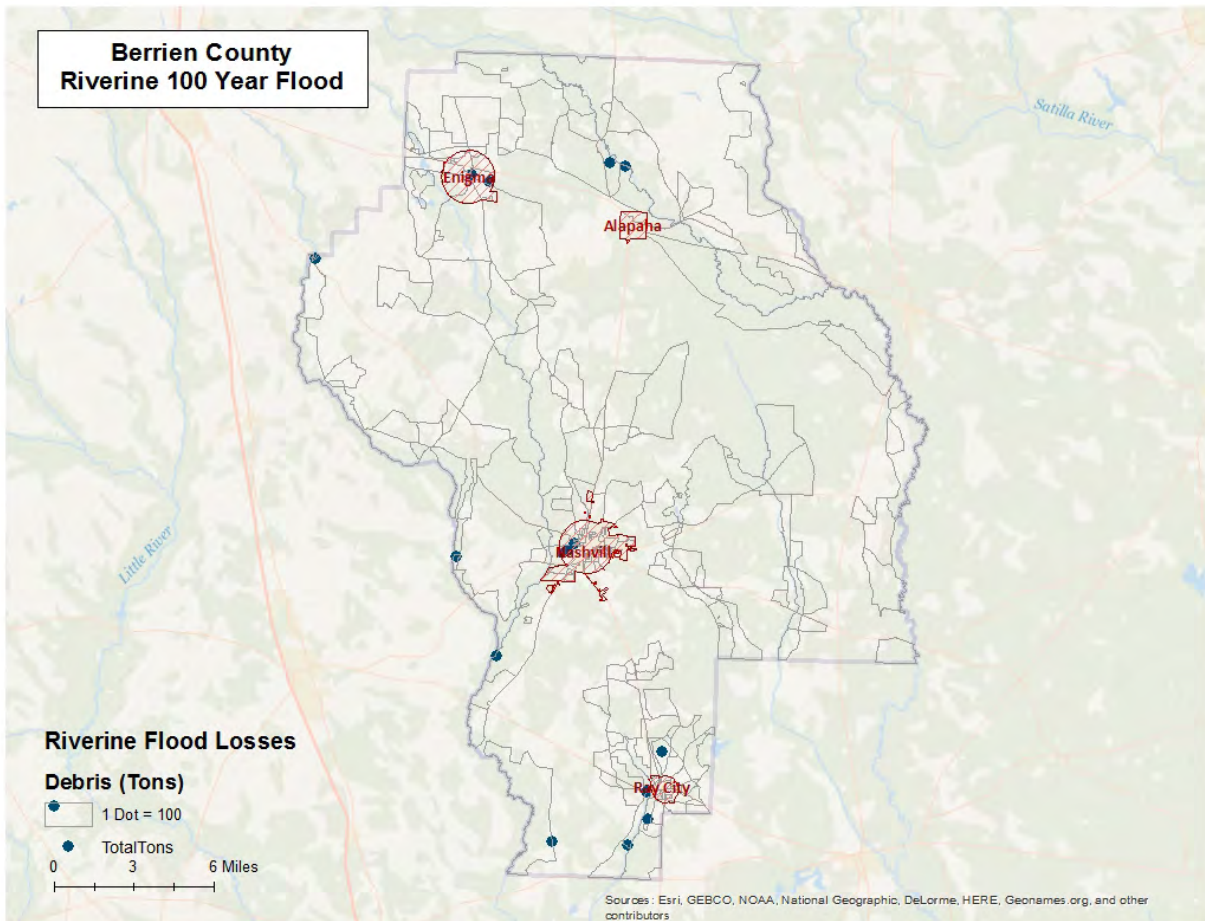 Berrien County
Riverine 100 Year Flood
Satilla River
Enigma
Alapaha
Little River
Nashville
Ray City
Riverine Flood Losses
Debris (Tons)
1 Dot = 100
TotalTons
0 3 6 Miles
Sources: Esri, GEBCO, NOAA, National Geographic, DeLorme, HERE, Geonames.org, and other
contributors